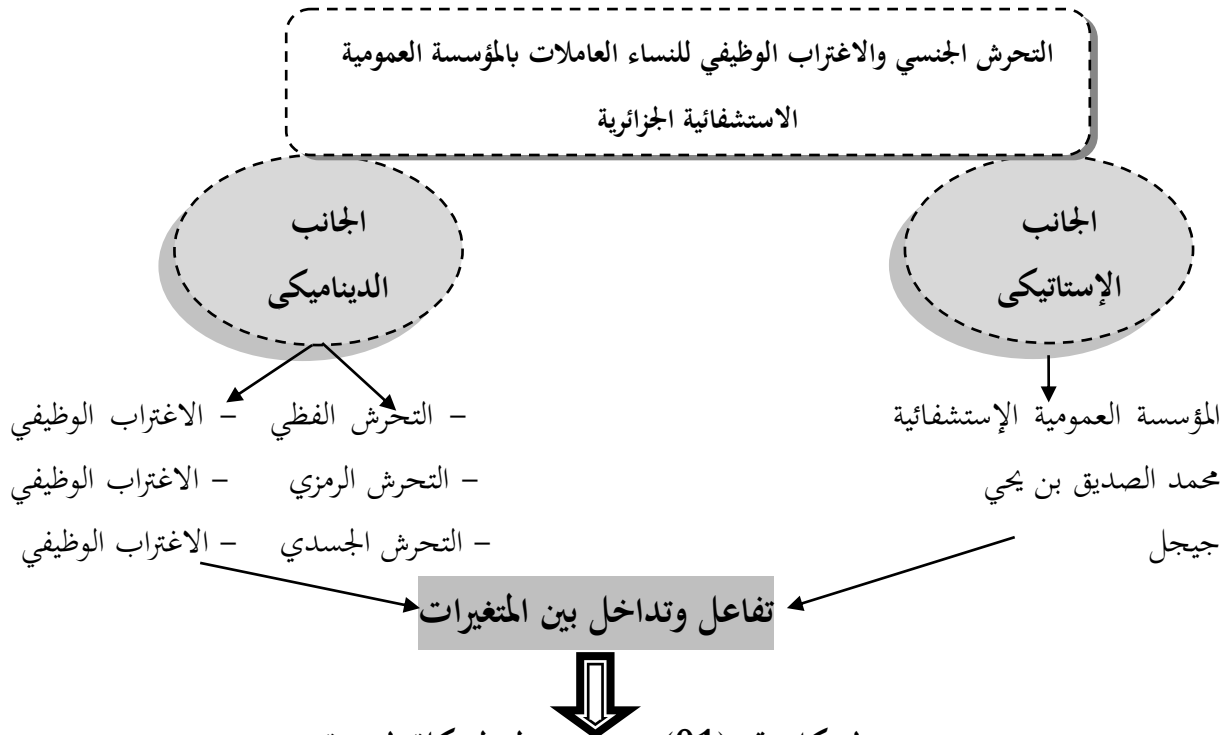 التحرش الجنسي والاغتراب الوظيفي للنساء العاملات بالمؤسسة العمومية
الاستشفائية الجزائرية
الجانب
الإستاتيكي
الجانب
الديناميكي
المؤسسة العمومية الإستشفائية
محمد الصديق بن يحي
جيجل
– التحرش الفظي – الاغتراب الوظيفي
– التحرش الرمزي – الاغتراب الوظيفي
– التحرش الجسدي – الاغتراب الوظيفي
تفاعل وتداخل بين المتغيرات
(01)